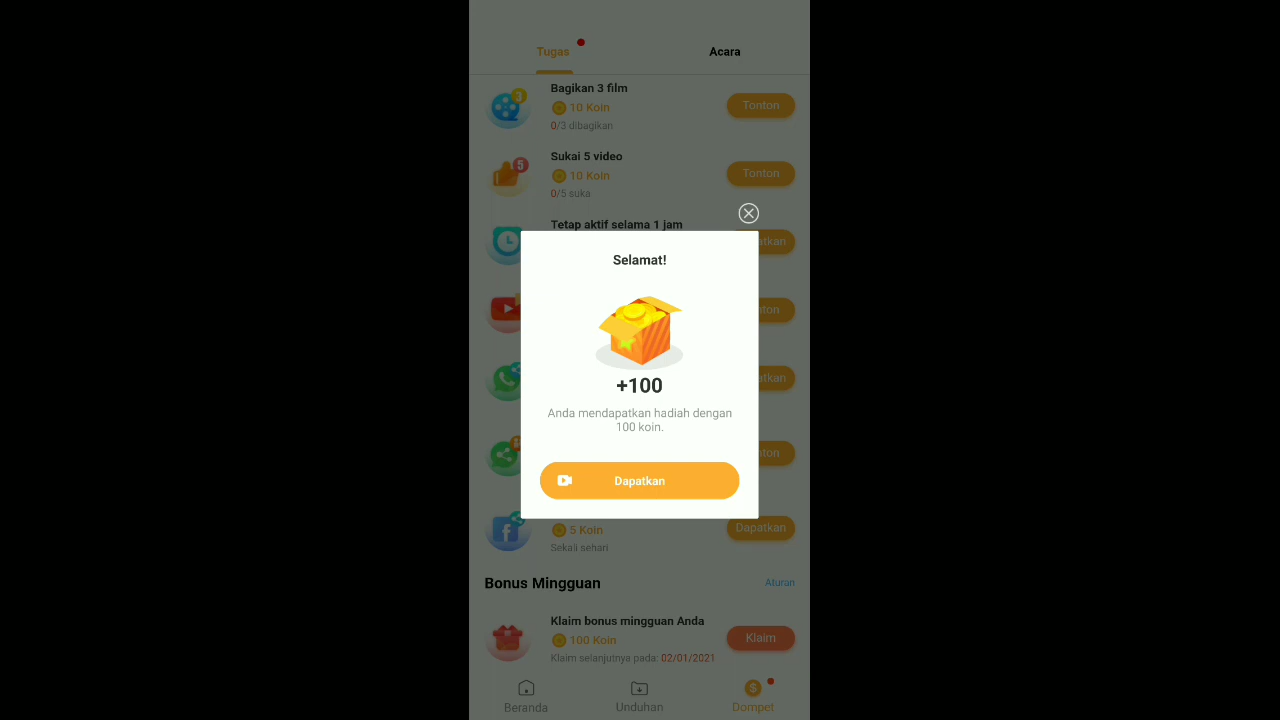 Tugas
Acara
Bagikan 3 film
10 Koin
0/3 dibagikan
Tonton
3
Sukai 5 video
10 Koin
0/5 suka
Tonton
5
Tetap aktif selama 1 jam
Selamat!
+100
Anda mendapatkan hadiah dengan
100 koin.
Dapatkan
5 Koin
Sekali sehari
Dapatkan
Bonus Mingguan
Aturan
Klaim bonus mingguan Anda
100 Koin
Klaim selanjutnya pada: 02/01/2021
Klaim
Beranda
Unduhan
Dompet